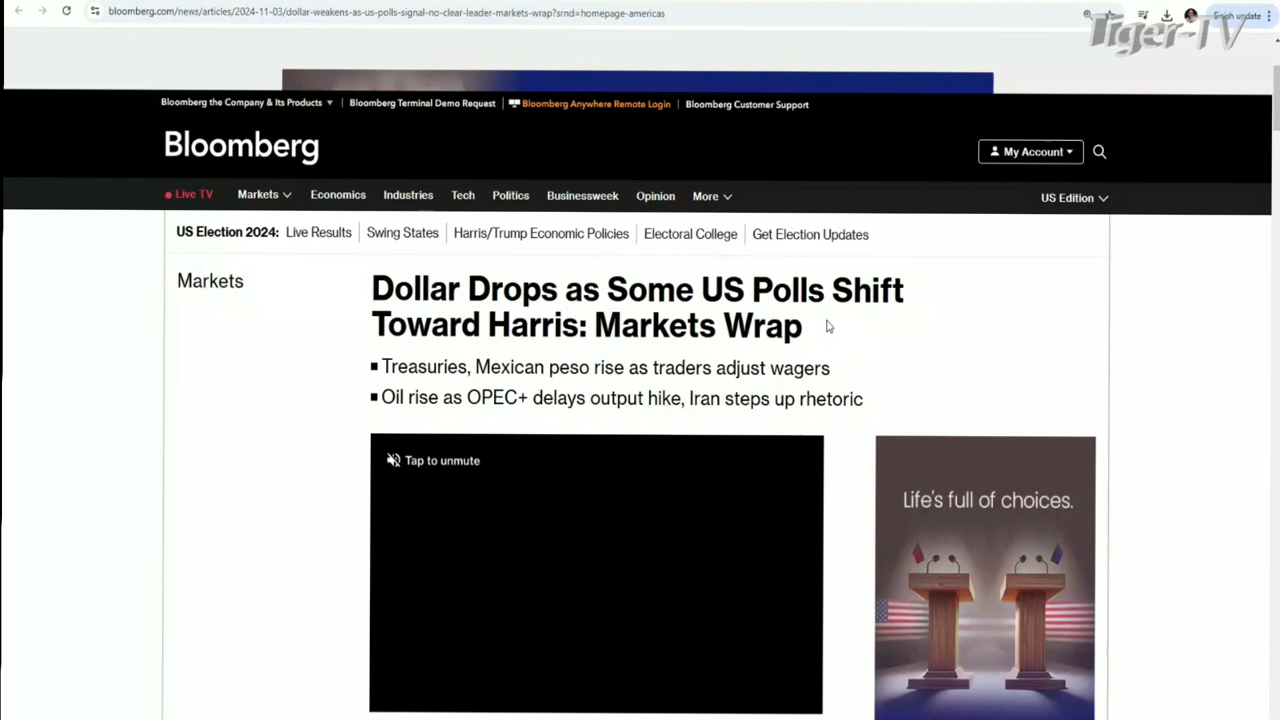 bloomberg.com/news/articles/2024-11-03/dollar-weakens-as-us-polls-signal-no-clear-leader-markets-wrap?srnd=homepage-americas
Finish update
Tiger-TV
Bloomberg the Company & Its Products | Bloomberg Terminal Demo Request | Bloomberg Anywhere Remote Login | Bloomberg Customer Support
Bloomberg
My Account
Live TV Markets Economics Industries Tech Politics Businessweek Opinion More US Edition
US Election 2024: Live Results | Swing States | Harris/Trump Economic Policies | Electoral College | Get Election Updates
Markets
Dollar Drops as Some US Polls Shift
Toward Harris: Markets Wrap
Treasuries, Mexican peso rise as traders adjust wagers
Oil rise as OPEC+ delays output hike, Iran steps up rhetoric
Tap to unmute
Life's full of choices.